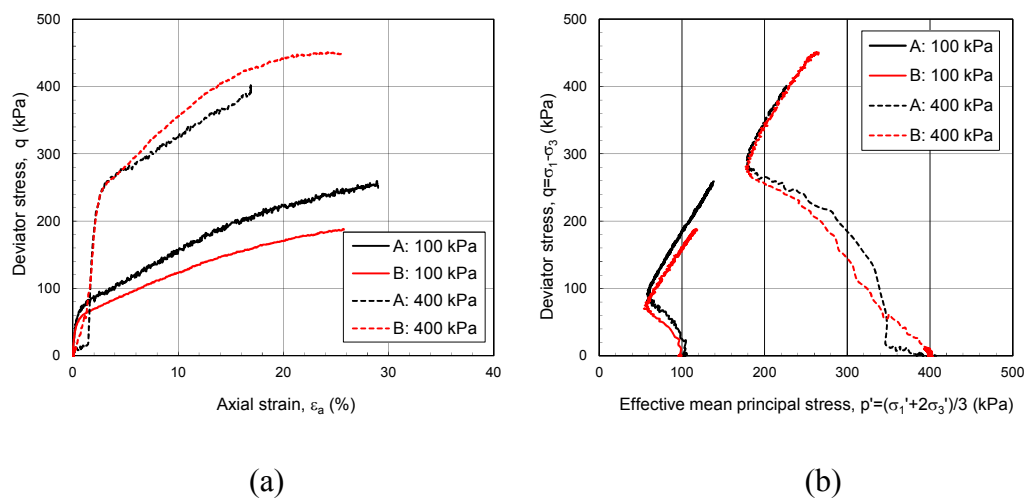 500
400
300
200
100
0
Deviator stress, q (kPa)
0 10 20 30 40
Axial strain, εa (%)
A: 100 kPa
B: 100 kPa
A: 400 kPa
B: 400 kPa
(a)
500
400
300
200
100
0
Deviator stress, q=σ1-σ3 (kPa)
0 100 200 300 400 500
Effective mean principal stress, p'=(σ1'+2σ3')/3 (kPa)
A: 100 kPa
B: 100 kPa
A: 400 kPa
B: 400 kPa
(b)